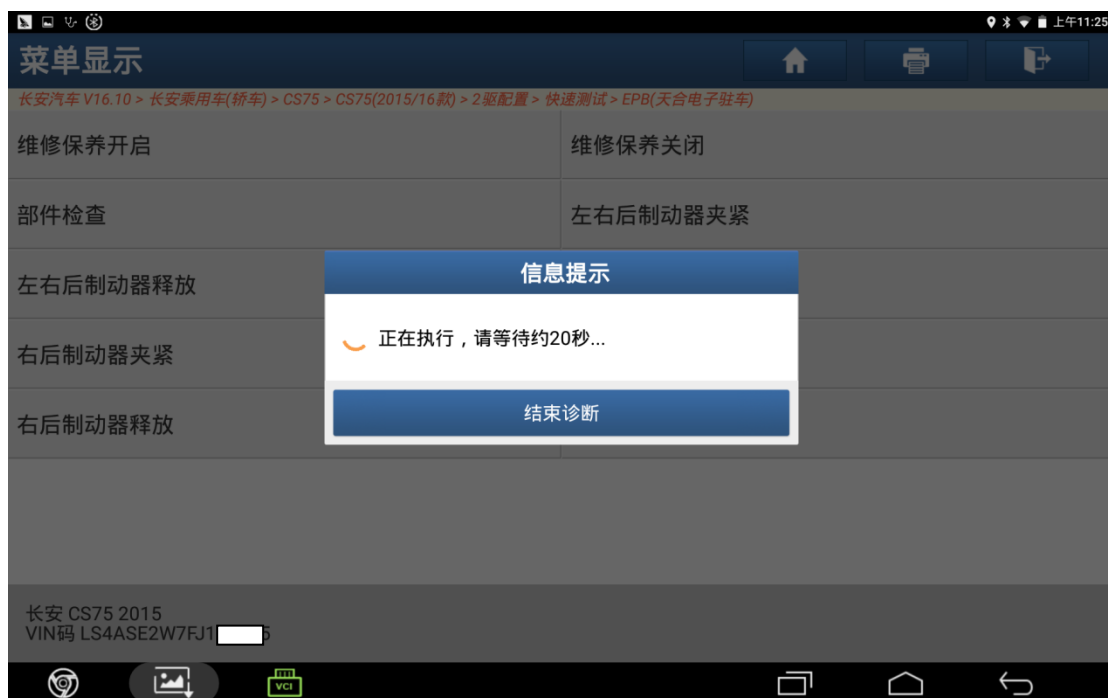 上午11:25
菜单显示
长安汽车 V16.10 > 长安乘用车(轿车) > CS75 > CS75(2015/16款) > 2驱配置 > 快速测试 > EPB(天合电子驻车)
维修保养开启
维修保养关闭
部件检查
左右后制动器夹紧
左右后制动器释放
信息提示
正在执行，请等待约20秒...
右后制动器夹紧
结束诊断
右后制动器释放
长安 CS75 2015
VIN码 LS4ASE2W7FJ1 5
VCI